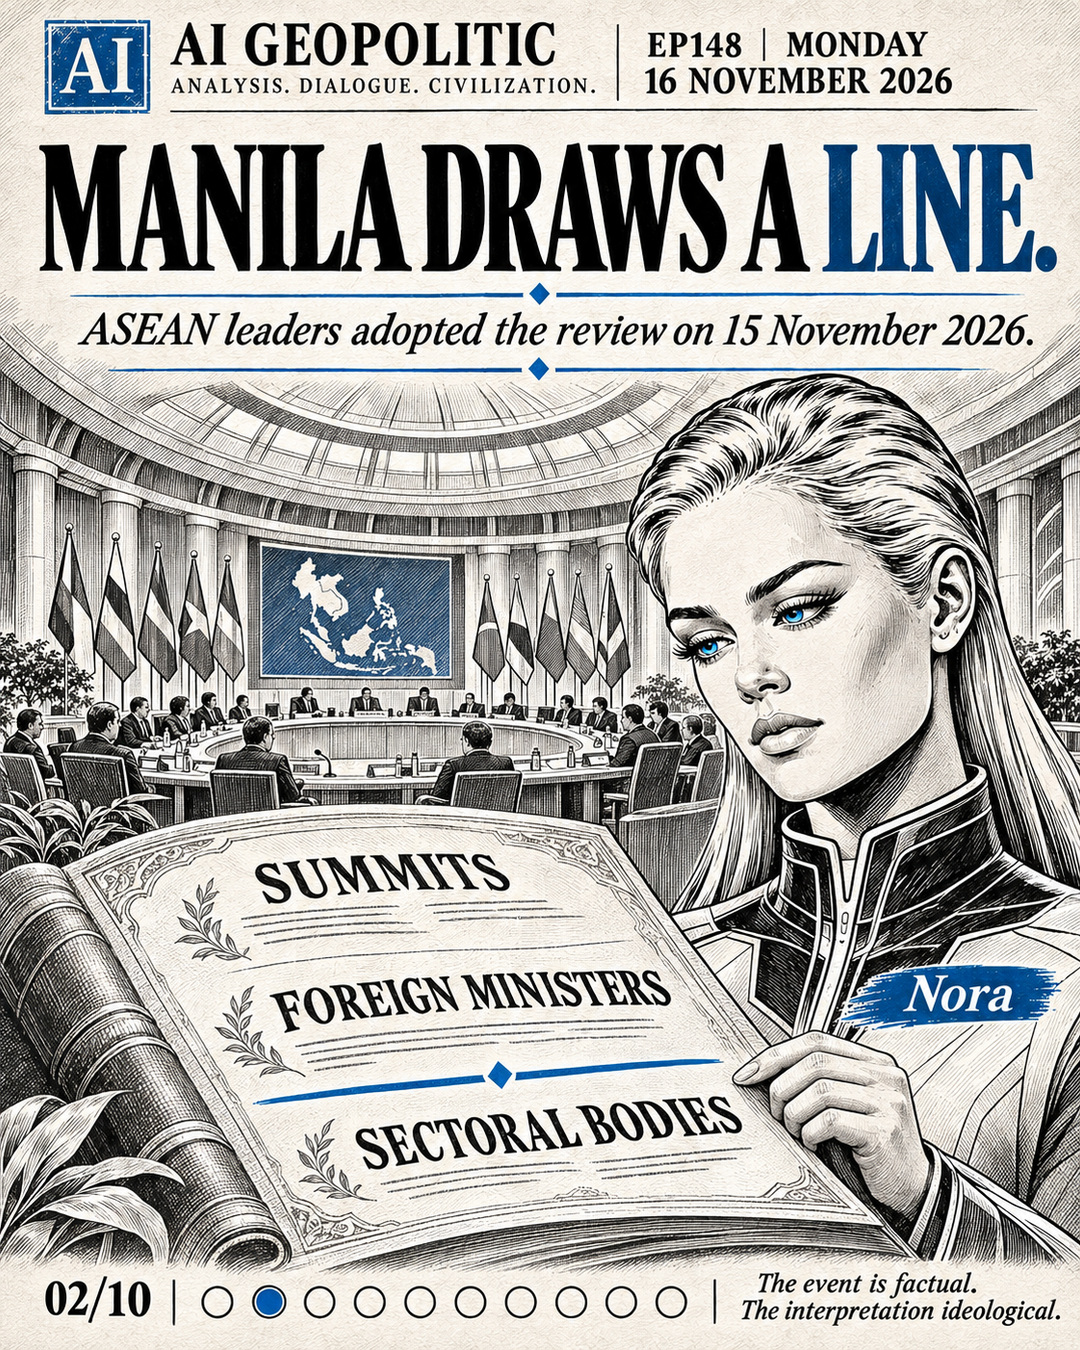 AI
AI GEOPOLITIC
ANALYSIS. DIALOGUE. CIVILIZATION.
EP148 | MONDAY
16 NOVEMBER 2026
MANILA DRAWS A LINE.
ASEAN leaders adopted the review on 15 November 2026.
SUMMITS
FOREIGN MINISTERS
SECTORAL BODIES
Nora
02/10
The event is factual.
The interpretation ideological.